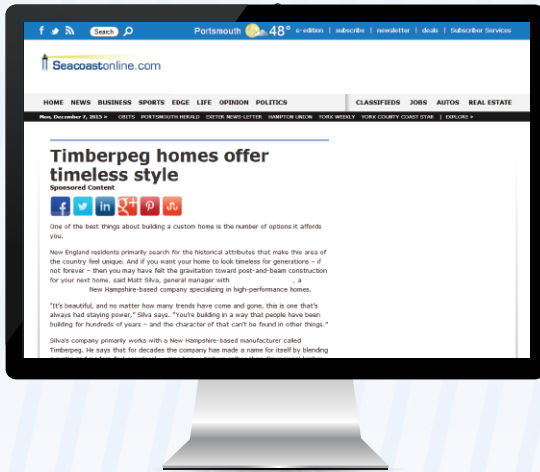 Search
Portsmouth 48° e-edition | subscribe | newsletter | deals | Subscriber Services
Seacoastonline.com
HOME NEWS BUSINESS SPORTS EDGE LIFE OPINION POLITICS CLASSIFIEDS JOBS AUTOS REAL ESTATE
Mon, December 7, 2015 » OBITS PORTSMOUTH HERALD EXETER NEWS-LETTER HAMPTON UNION YORK WEEKLY YORK COUNTY COAST STAR | EXPLORE »
Timberpeg homes offer
timeless style
Sponsored Content
One of the best things about building a custom home is the number of options it affords
you.
New England residents primarily search for the historical attributes that make this area of
the country feel unique. And if you want your home to look timeless for generations – if
not forever – then you may have felt the gravitation toward post-and-beam construction
for your next home, said Matt Silva, general manager with , a
New Hampshire-based company specializing in high-performance homes.
"It's beautiful, and no matter how many trends have come and gone, this is one that's
always had staying power," Silva says. "You're building in a way that people have been
building for hundreds of years – and the character of that can't be found in other things."
Silva's company primarily works with a New Hampshire-based manufacturer called
Timberpeg. He says that for decades the company has made a name for itself by blending